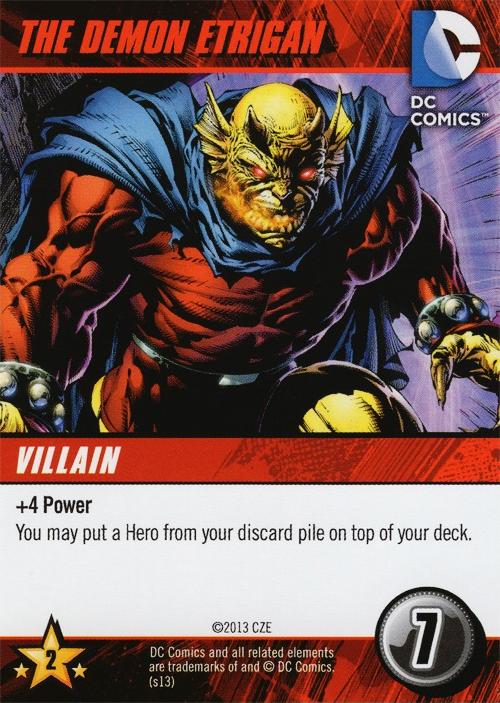 THE DEMON ETRIGAN
DC
COMICS™
VILLAIN
+4 Power
You may put a Hero from your discard pile on top of your deck.
©2013 CZE
2
DC Comics and all related elements
are trademarks of and © DC Comics.
(s13)
7